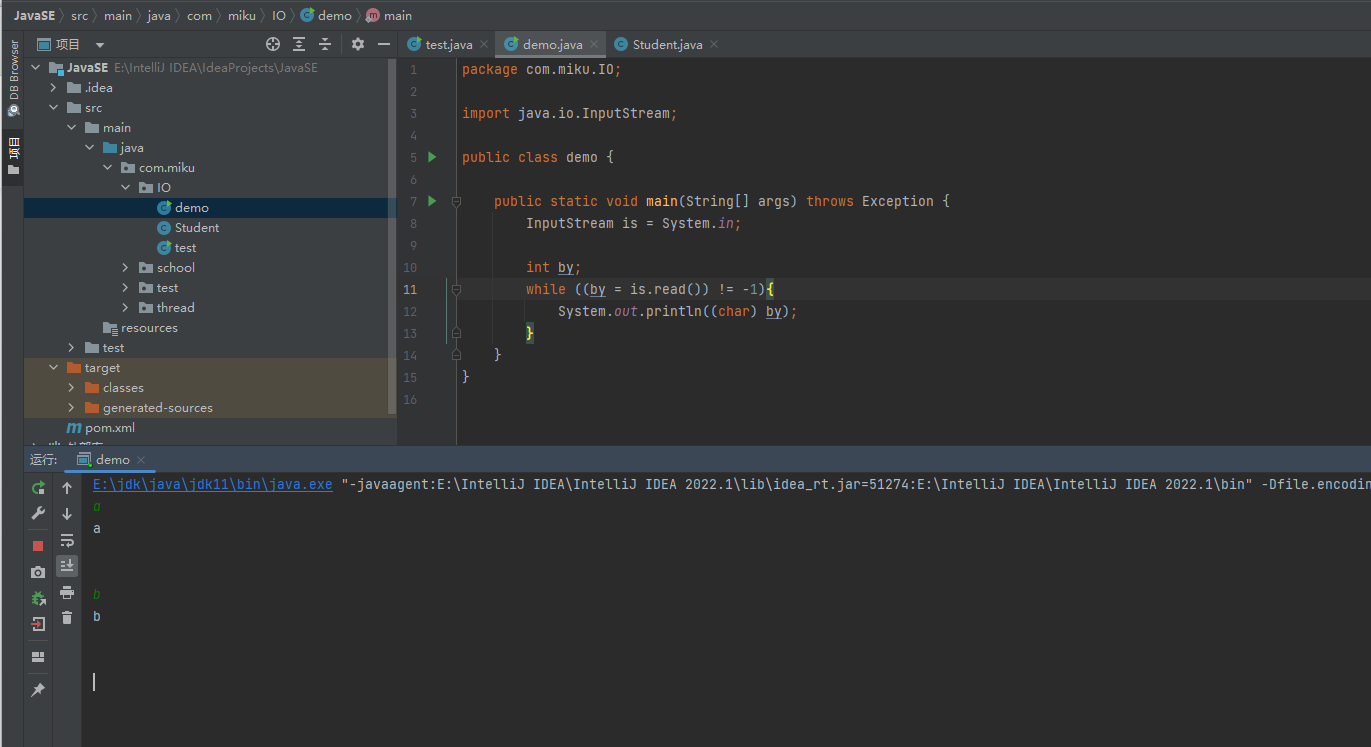 JavaSE src main java com miku IO demo main
项目
test.java demo.java Student.java
DB Browser
项目
JavaSE E:\IntelliJ IDEA\IdeaProjects\JavaSE
.idea
src
main
java
com.miku
IO
demo
Student
test
school
test
thread
resources
test
target
classes
generated-sources
pom.xml
1 package com.miku.IO;
2
3 import java.io.InputStream;
4
5 public class demo {
6
7 public static void main(String[] args) throws Exception {
8 InputStream is = System.in;
9
10 int by;
11 while ((by = is.read()) != -1){
12 System.out.println((char) by);
13 }
14 }
15 }
16
运行: demo
E:\jdk\java\jdk11\bin\java.exe "-javaagent:E:\IntelliJ IDEA\IntelliJ IDEA 2022.1\lib\idea_rt.jar=51274:E:\IntelliJ IDEA\IntelliJ IDEA 2022.1\bin" -Dfile.encodin
a
a
b
b